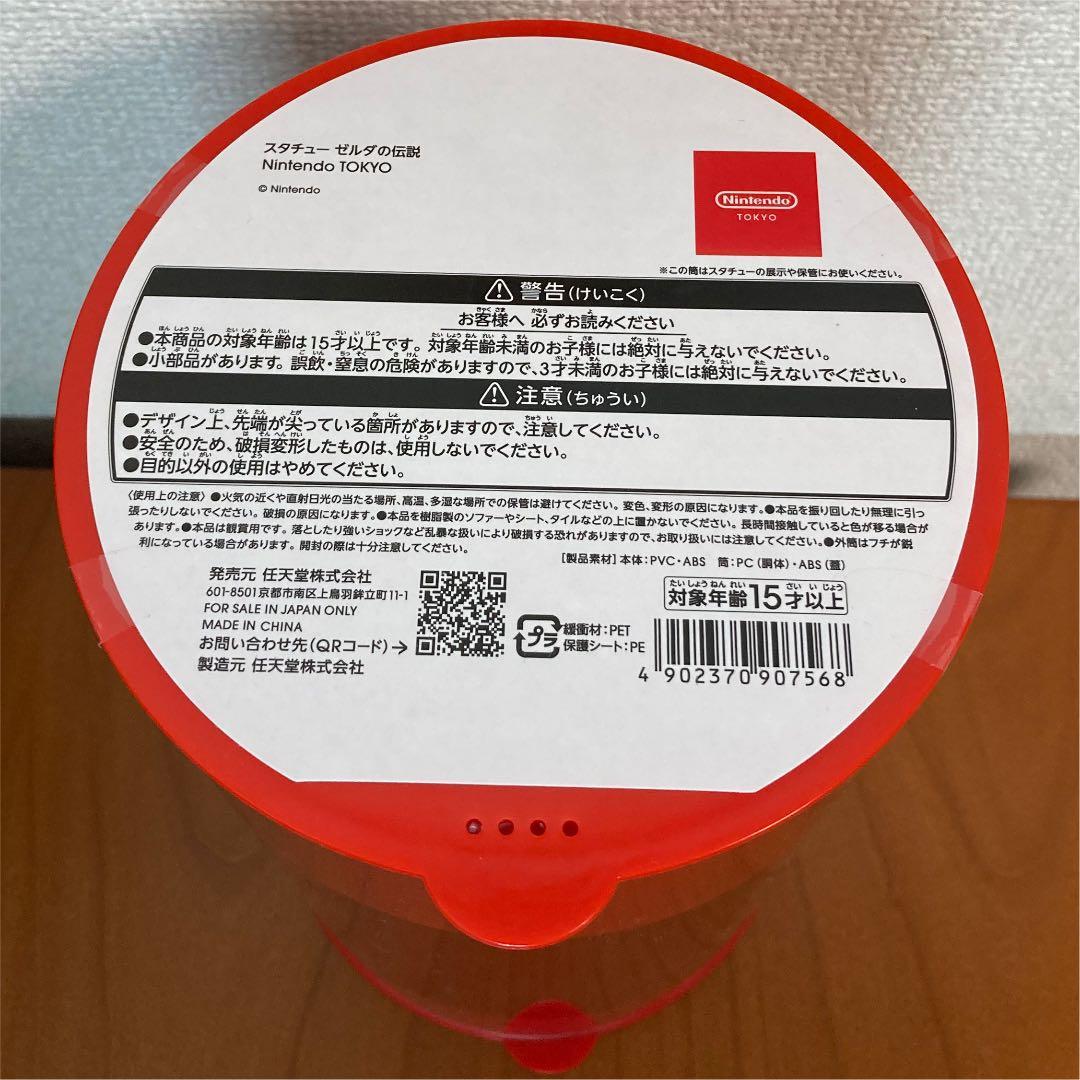 スタチュー ゼルダの伝説
Nintendo TOKYO
© Nintendo
Nintendo
TOKYO
※この筒はスタチューの展示や保管にお使いください。
警告(けいこく)
お客様へ 必ずお読みください
●本商品の対象年齢は15才以上です。対象年齢未満のお子様には絶対に与えないでください。
●小部品があります。誤飲・窒息の危険がありますので、3才未満のお子様には絶対に与えないでください。
注意(ちゅうい)
●デザイン上、先端が尖っている箇所がありますので、注意してください。
●安全のため、破損変形したものは、使用しないでください。
●目的以外の使用はやめてください。
〈使用上の注意〉●火気の近くや直射日光の当たる場所、高温、多湿な場所での保管は避けてください。変色、変形の原因になります。●本品を振り回したり無理に引っ
張ったりしないでください。破損の原因になります。●本品を樹脂製のソファーやシート、タイルなどの上に置かないでください。長時間接触していると色が移る場合が
あります。●本品は観賞用です。落としたり強いショックなど乱暴な扱いにより破損する恐れがありますので、お取り扱いには注意してください。●外筒はフチが鋭
利になっている場合があります。開封の際は十分注意してください。
[製品素材]本体:PVC・ABS 筒:PC(胴体)・ABS(蓋)
発売元 任天堂株式会社
601-8501京都市南区上鳥羽鉾立町11-1
FOR SALE IN JAPAN ONLY
MADE IN CHINA
お問い合わせ先(QRコード)→
製造元 任天堂株式会社
プラ
緩衝材:PET
保護シート:PE
対象年齢15才以上
4 902370 907568